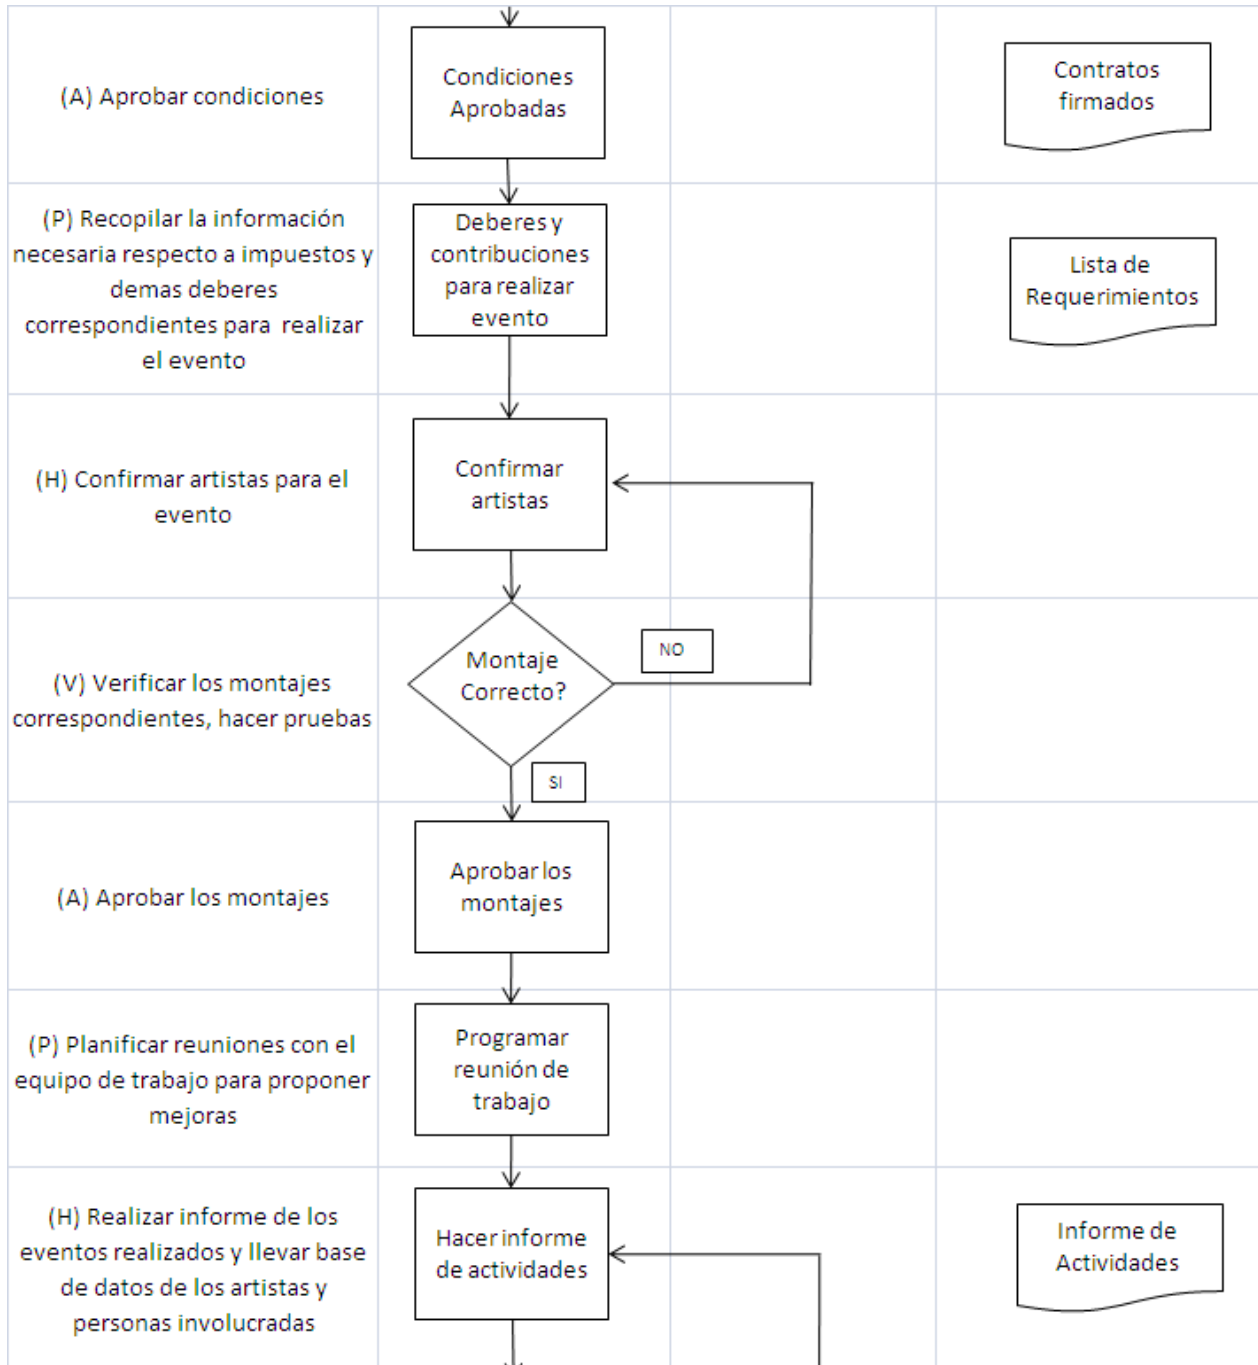 (A) Aprobar condiciones
Condiciones
Aprobadas
Contratos
firmados
(P) Recopilar la información
necesaria respecto a impuestos y
demas deberes
correspondientes para realizar
el evento
Deberes y
contribuciones
para realizar
evento
Lista de
Requerimientos
(H) Confirmar artistas para el
evento
Confirmar
artistas
(V) Verificar los montajes
correspondientes, hacer pruebas
Montaje
Correcto?
NO
SI
(A) Aprobar los montajes
Aprobar los
montajes
(P) Planificar reuniones con el
equipo de trabajo para proponer
mejoras
Programar
reunión de
trabajo
(H) Realizar informe de los
eventos realizados y llevar base
de datos de los artistas y
personas involucradas
Hacer informe
de actividades
Informe de
Actividades